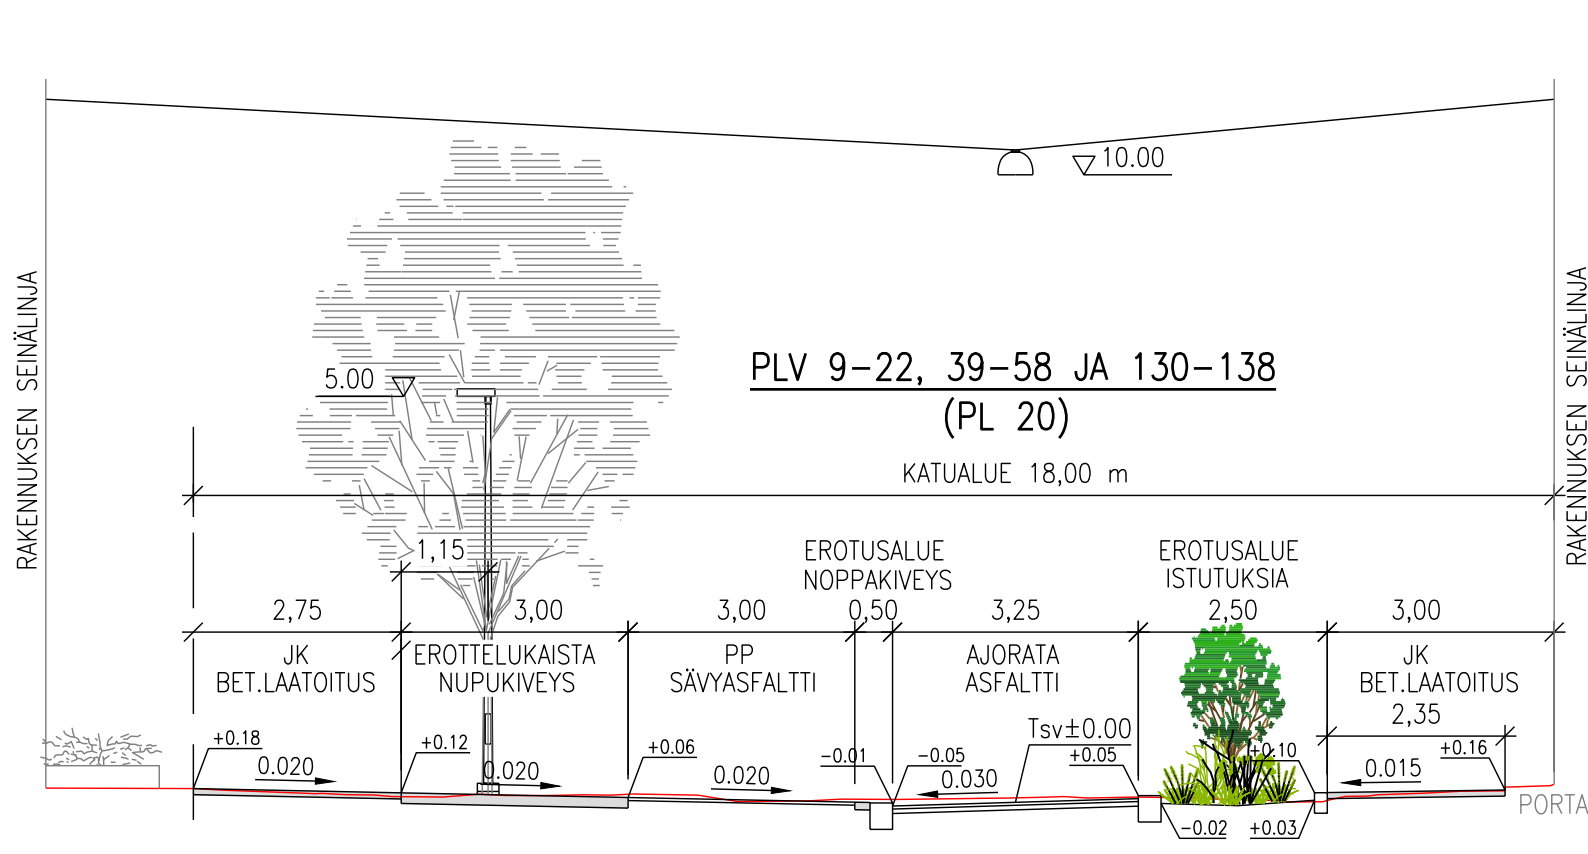 10.00
RAKENNUKSEN SEINÄLINJA
RAKENNUKSEN SEINÄLINJA
5.00
PLV 9-22, 39-58 JA 130-138
(PL 20)
KATUALUE 18,00 m
1,15
EROTUSALUE
NOPPAKIVEYS
EROTUSALUE
ISTUTUKSIA
2,75
3,00
3,00
0,50
3,25
2,50
3,00
JK
BET.LAATOITUS
EROTTELUKAISTA
NUPUKIVEYS
PP
SÄVYASFALTTI
AJORATA
ASFALTTI
JK
BET.LAATOITUS
2,35
Tsv±0.00
+0.18
+0.12
+0.06
-0.01
-0.05
+0.05
+0.10
+0.16
0.020
0.020
0.020
0.030
0.015
PORTA
-0.02
+0.03